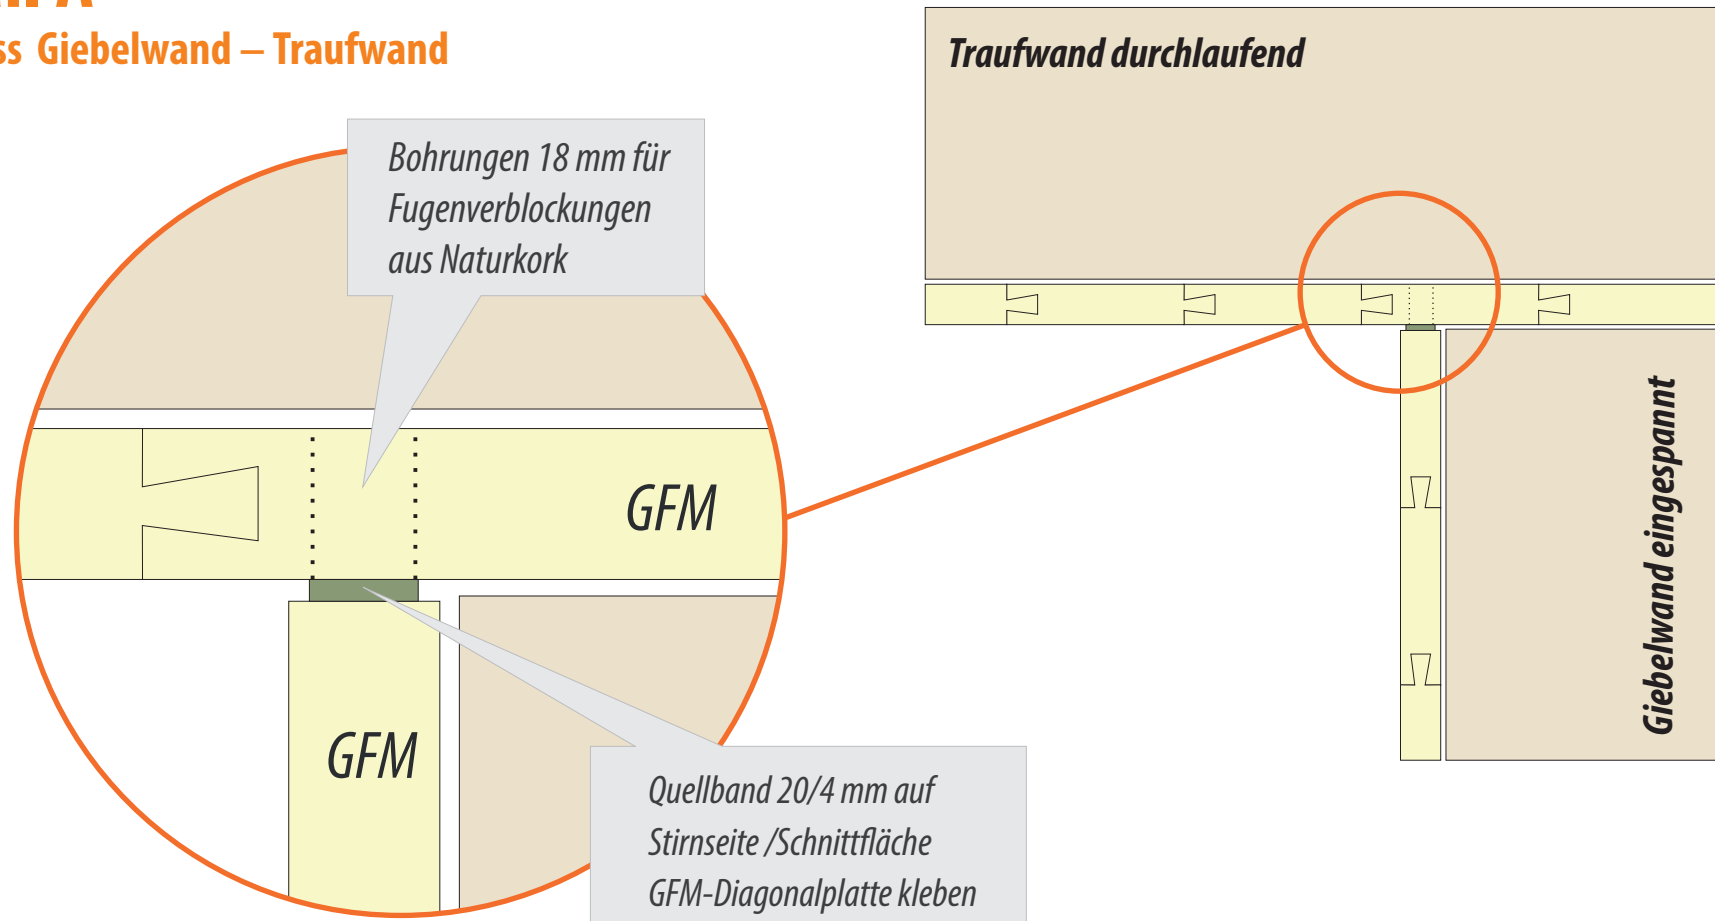 ss Giebelwand – Traufwand
Traufwand durchlaufend
Bohrungen 18 mm für
Fugenverblockungen
aus Naturkork
GFM
GFM
Quellband 20/4 mm auf
Stirnseite /Schnittfläche
GFM-Diagonalplatte kleben
Giebelwand eingespannt